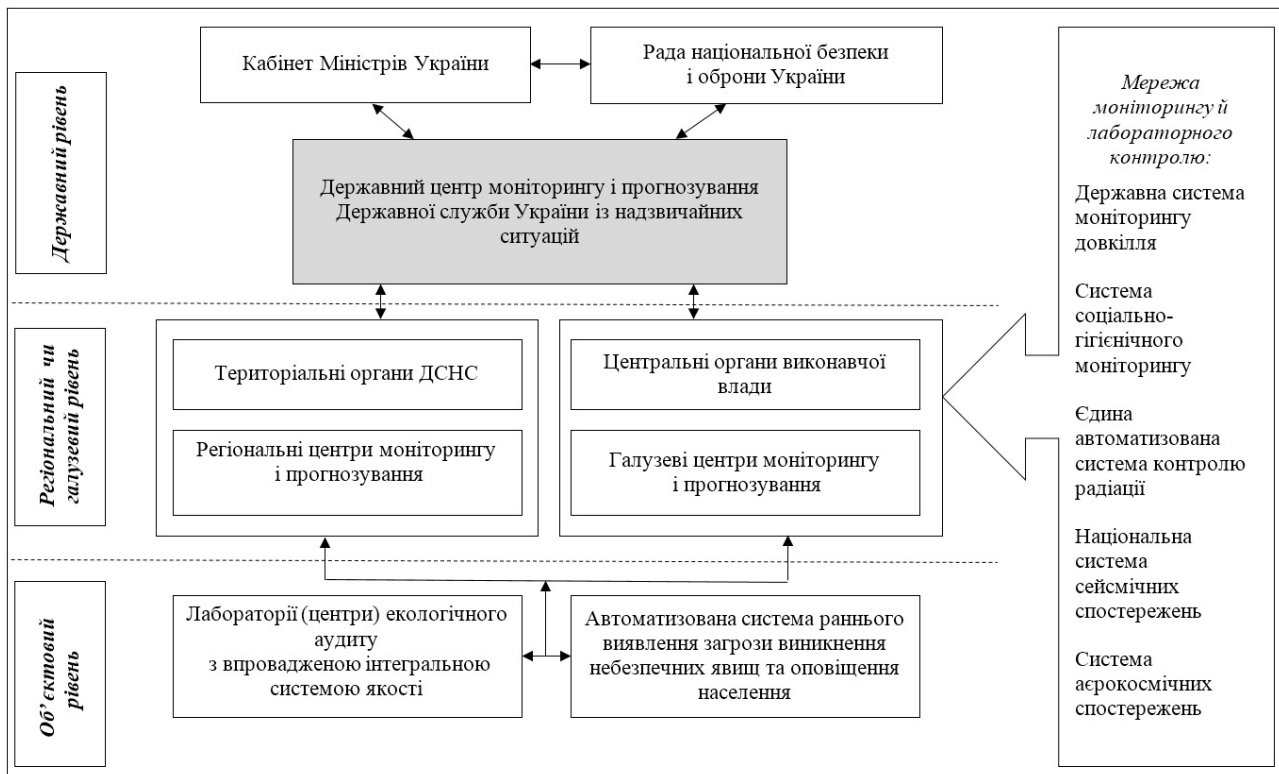 Державний рівень
Кабінет Міністрів України
Рада національної безпеки
і оборони України
Державний центр моніторингу і прогнозування
Державної служби України із надзвичайних
ситуацій
Регіональний чи
галузевий рівень
Територіальні органи ДСНС
Регіональні центри моніторингу
і прогнозування
Центральні органи виконавчої
влади
Галузеві центри моніторингу
і прогнозування
Об’єктовий
рівень
Лабораторії (центри) екологічного
аудиту
з впровадженою інтегральною
системою якості
Автоматизована система раннього
виявлення загрози виникнення
небезпечних явищ та оповіщення
населення
Мережа
моніторингу й
лабораторного
контролю:
Державна система
моніторингу
довкілля
Система
соціально-
гігієнічного
моніторингу
Єдина
автоматизована
система контролю
радіації
Національна
система
сейсмічних
спостережень
Система
аєрокосмічних
спостережень